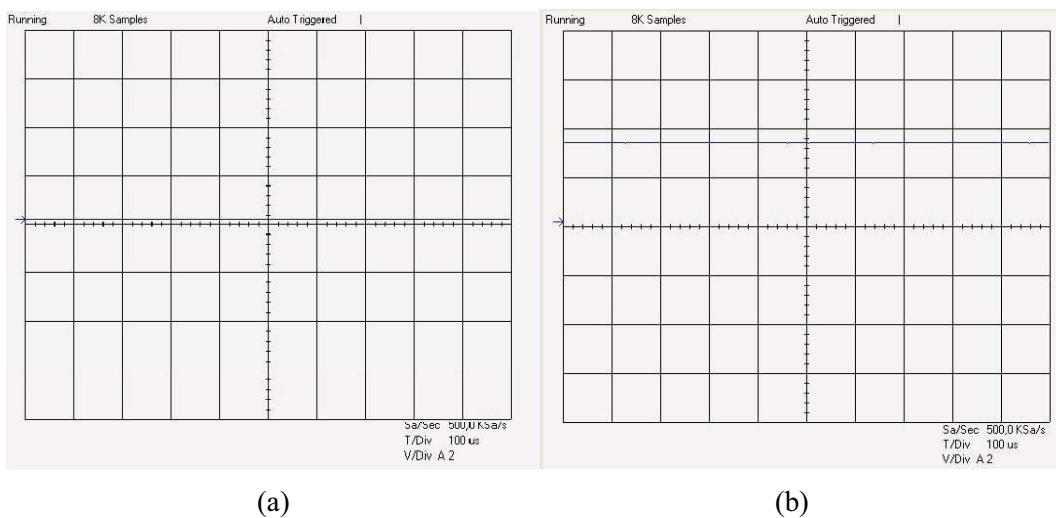 Running 8K Samples Auto Triggered
Sa/Sec 500,0 KSa/s
T/Div 100 us
V/Div A 2
(a)
Running 8K Samples Auto Triggered
Sa/Sec 500,0 KSa/s
T/Div 100 us
V/Div A 2
(b)